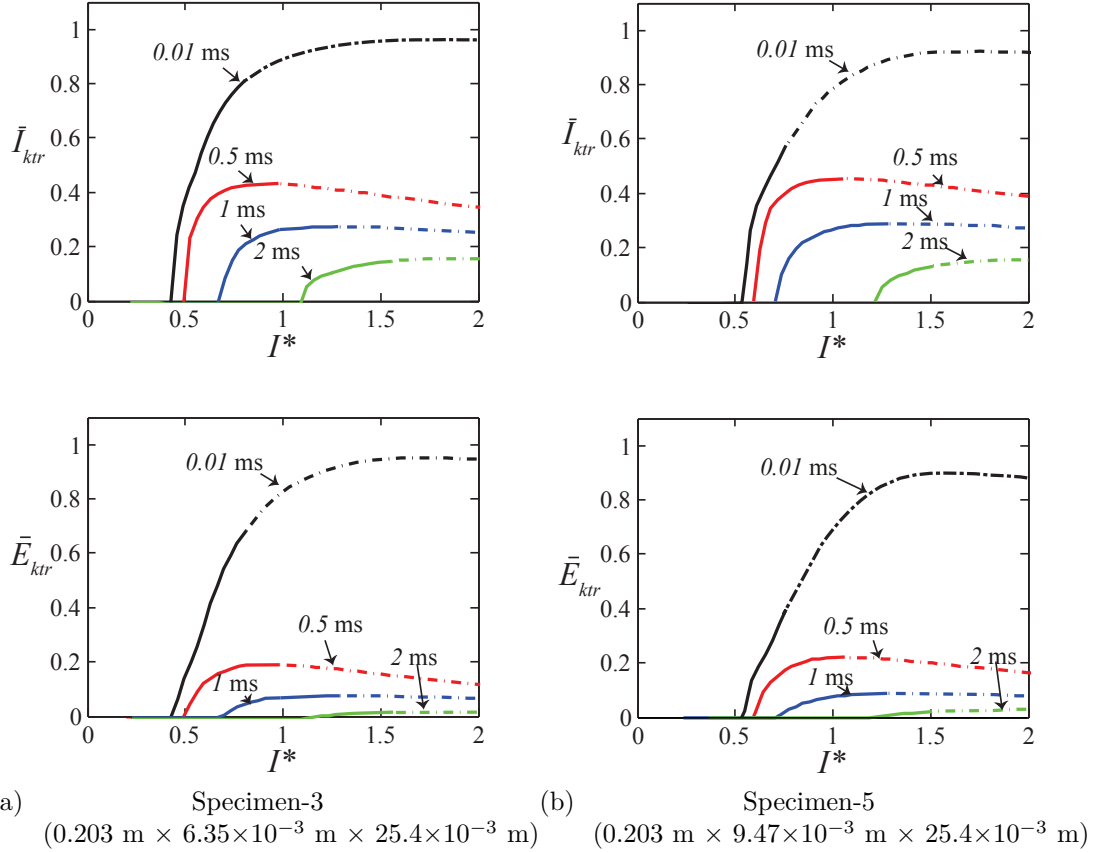 1
0.8
0.6
0.4
0.2
0
Ī_ktr
0.01 ms
0.5 ms
1 ms
2 ms
0 0.5 1 1.5 2
I*
1
0.8
0.6
0.4
0.2
0
Ī_ktr
0.01 ms
0.5 ms
1 ms
2 ms
0 0.5 1 1.5 2
I*
1
0.8
0.6
0.4
0.2
0
Ē_ktr
0.01 ms
0.5 ms
1 ms
2 ms
0 0.5 1 1.5 2
I*
1
0.8
0.6
0.4
0.2
0
Ē_ktr
0.01 ms
0.5 ms
1 ms
2 ms
0 0.5 1 1.5 2
I*
a) Specimen-3
(0.203 m × 6.35×10⁻³ m × 25.4×10⁻³ m)
(b) Specimen-5
(0.203 m × 9.47×10⁻³ m × 25.4×10⁻³ m)